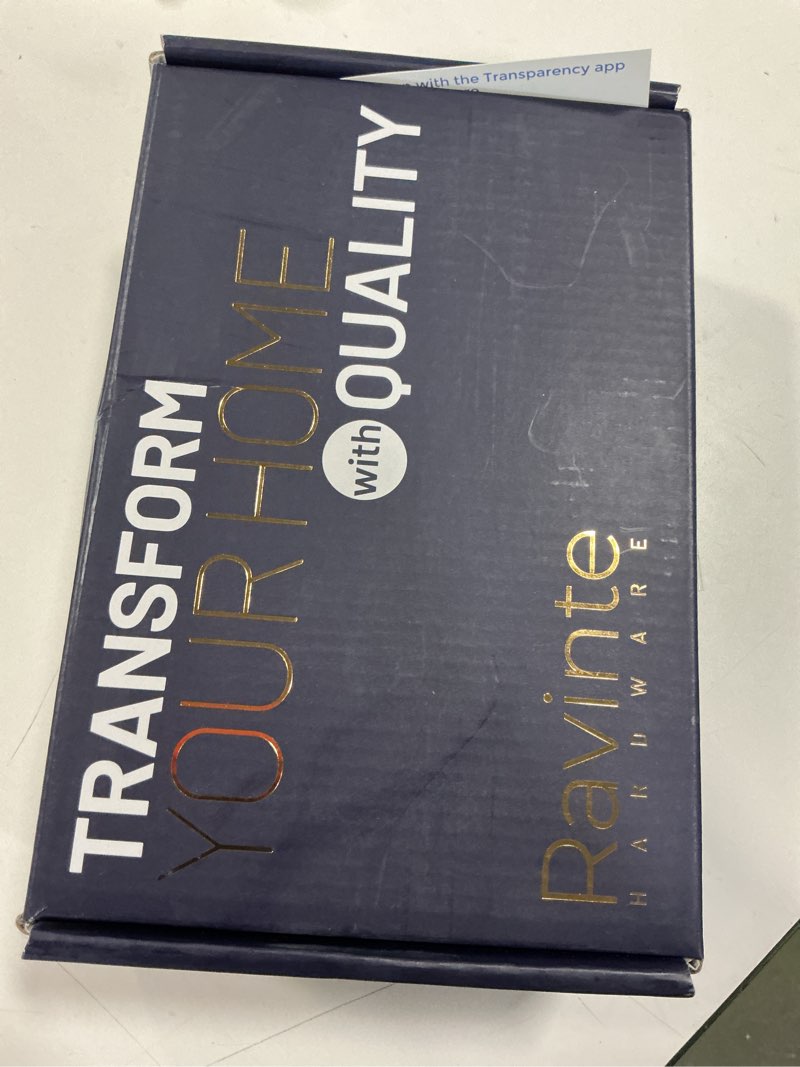 with the Transparency app
TRANSFORM
YOUR HOME
with QUALITY
Ravinte
HARDWARE